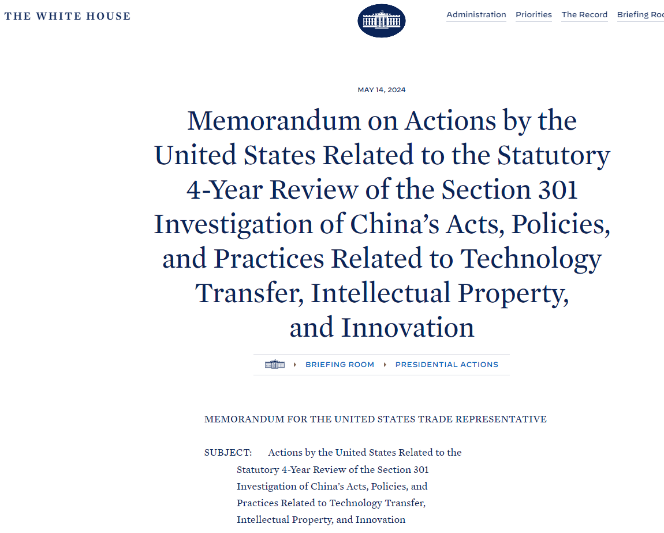 THE WHITE HOUSE
Administration Priorities The Record Briefing Roo
MAY 14, 2024
Memorandum on Actions by the
United States Related to the Statutory
4-Year Review of the Section 301
Investigation of China’s Acts, Policies,
and Practices Related to Technology
Transfer, Intellectual Property,
and Innovation
BRIEFING ROOM
PRESIDENTIAL ACTIONS
MEMORANDUM FOR THE UNITED STATES TRADE REPRESENTATIVE
SUBJECT: Actions by the United States Related to the
Statutory 4-Year Review of the Section 301
Investigation of China’s Acts, Policies, and
Practices Related to Technology Transfer,
Intellectual Property, and Innovation